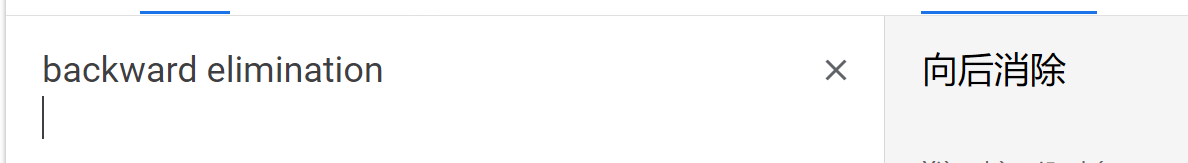 backward elimination
向后消除